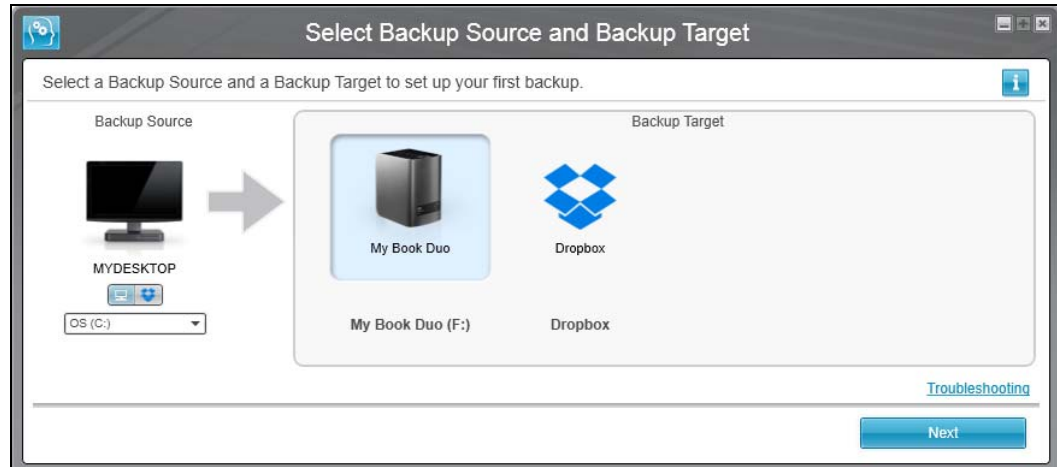 Select Backup Source and Backup Target
Select a Backup Source and a Backup Target to set up your first backup.
Backup Source
Backup Target
MYDESKTOP
OS (C:)
My Book Duo
Dropbox
My Book Duo (F:)
Dropbox
Troubleshooting
Next